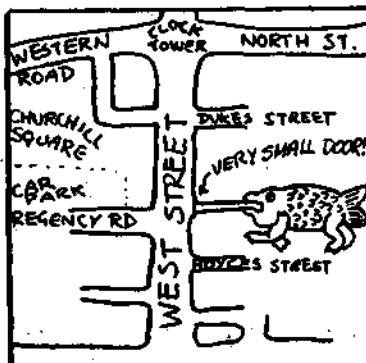 CLOCK
TOWER
WESTERN
ROAD
NORTH ST.
DUKES STREET
CHURCHILL
SQUARE
VERY SMALL DOOR!
CAR
PARK
REGENCY RD
WEST STREET
STREET